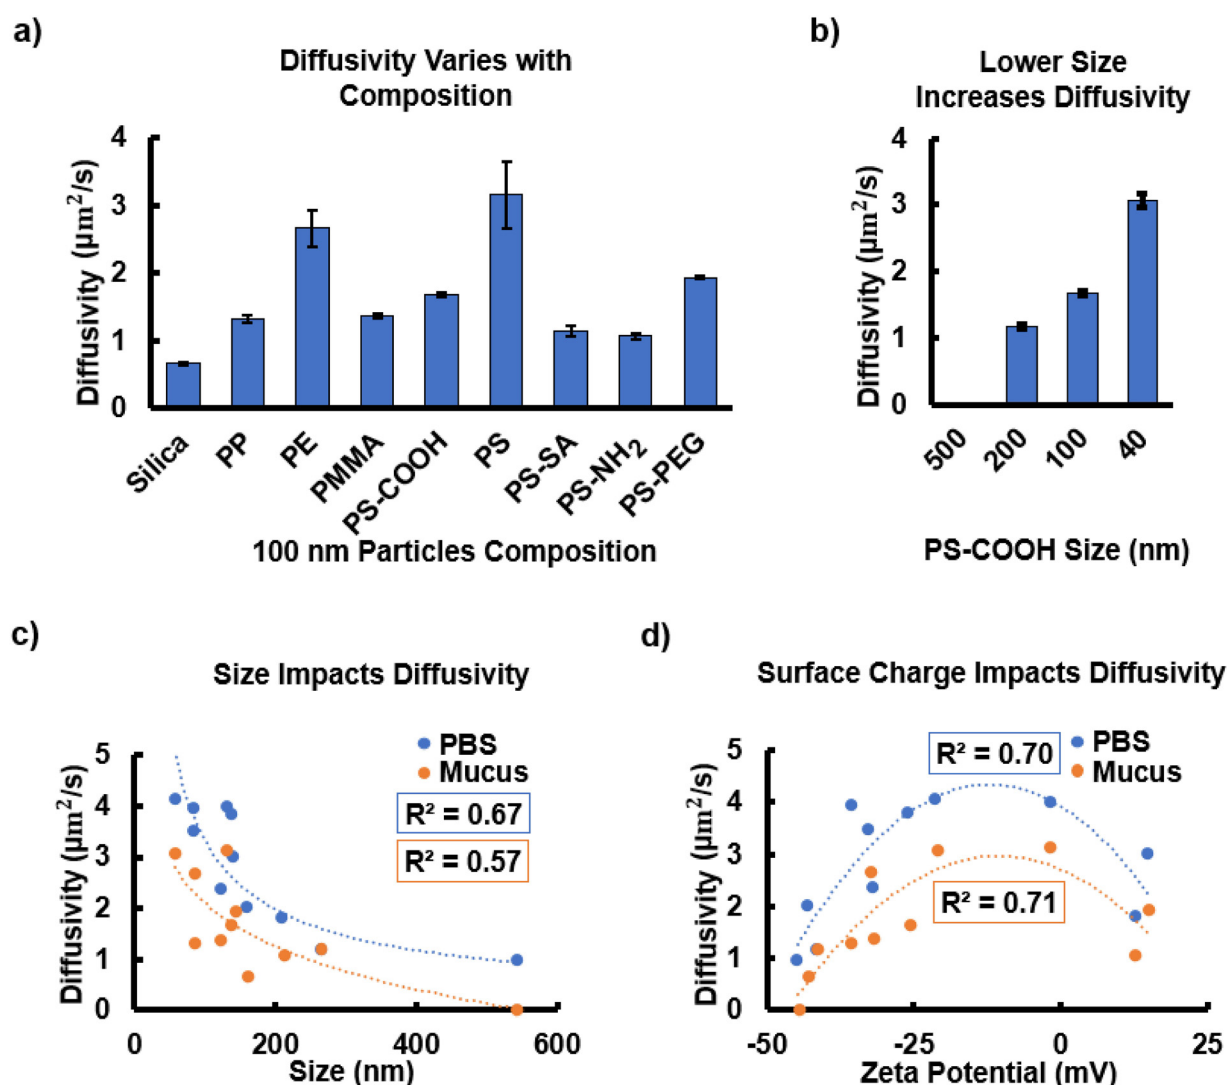 a)
Diffusivity Varies with
Composition
Diffusivity (μm²/s)
4
3
2
1
0
Silica
PP
PE
PMMA
PS-COOH
PS
PS-SA
PS-NH₂
PS-PEG
100 nm Particles Composition
b)
Lower Size
Increases Diffusivity
Diffusivity (μm²/s)
4
3
2
1
0
500
200
100
40
PS-COOH Size (nm)
c)
Size Impacts Diffusivity
PBS
Mucus
R² = 0.67
R² = 0.57
Diffusivity (μm²/s)
5
4
3
2
1
0
0
200
400
600
Size (nm)
d)
Surface Charge Impacts Diffusivity
PBS
Mucus
R² = 0.70
R² = 0.71
Diffusivity (μm²/s)
5
4
3
2
1
0
-50
-25
0
25
Zeta Potential (mV)